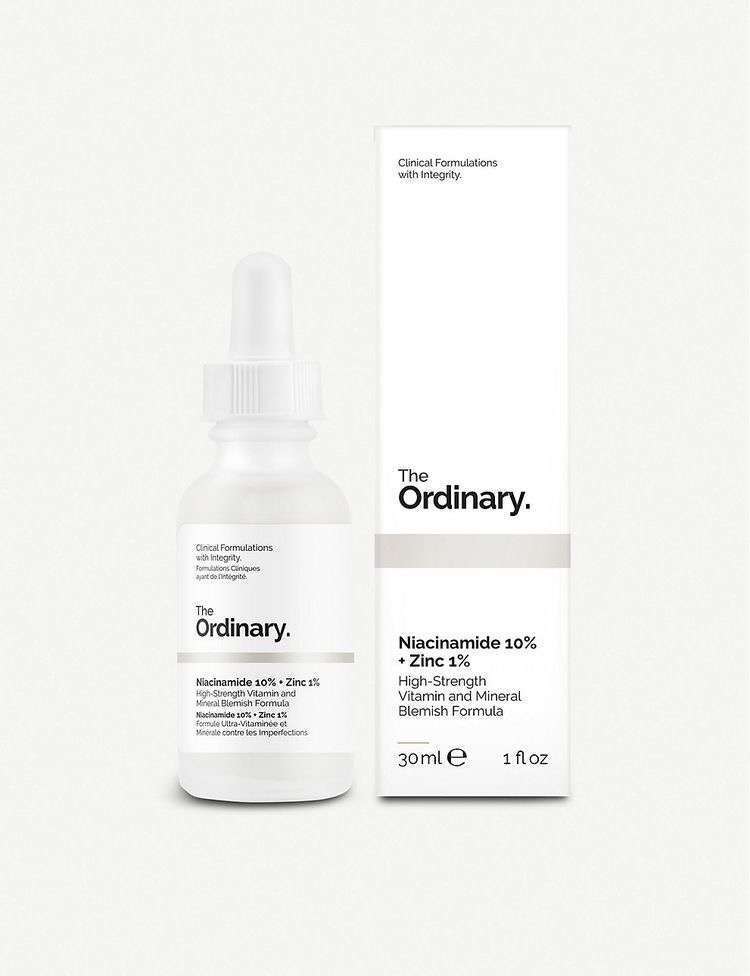 Clinical Formulations
with Integrity.
Formulations Cliniques
ayant de l'intégrité.
The
Ordinary.
Niacinamide 10% + Zinc 1%
High-Strength Vitamin and
Mineral Blemish Formula
Niacinamide 10% + Zinc 1%
Formule Ultra-Vitaminée et
Minérale contre les Imperfections.
Clinical Formulations
with Integrity.
The
Ordinary.
Niacinamide 10%
+ Zinc 1%
High-Strength
Vitamin and Mineral
Blemish Formula
30 ml ℮ 1 fl oz